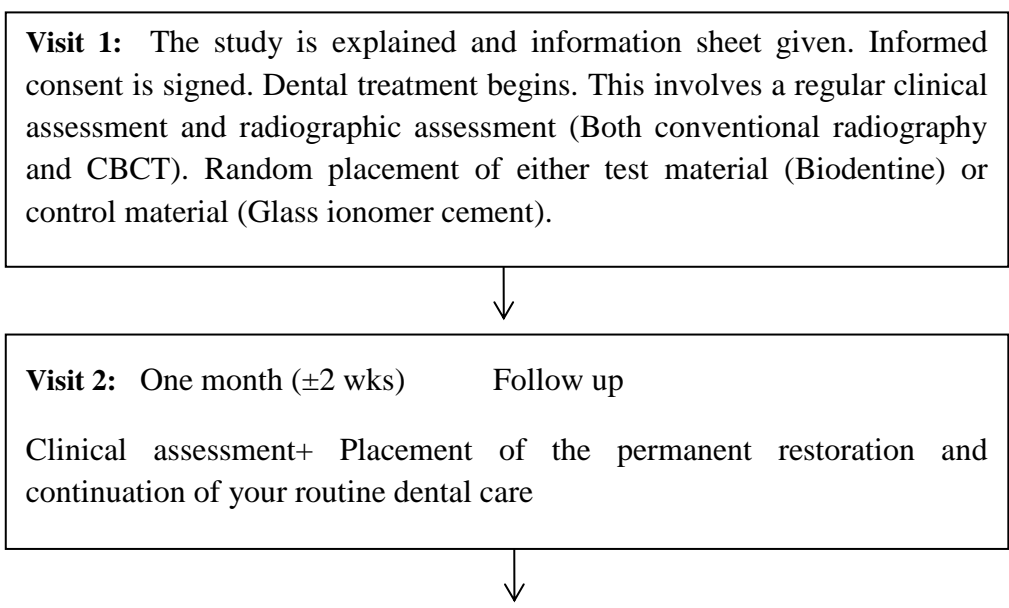 Visit 1: The study is explained and information sheet given. Informed
consent is signed. Dental treatment begins. This involves a regular clinical
assessment and radiographic assessment (Both conventional radiography
and CBCT). Random placement of either test material (Biodentine) or
control material (Glass ionomer cement).
Visit 2: One month (±2 wks) Follow up
Clinical assessment+ Placement of the permanent restoration and
continuation of your routine dental care